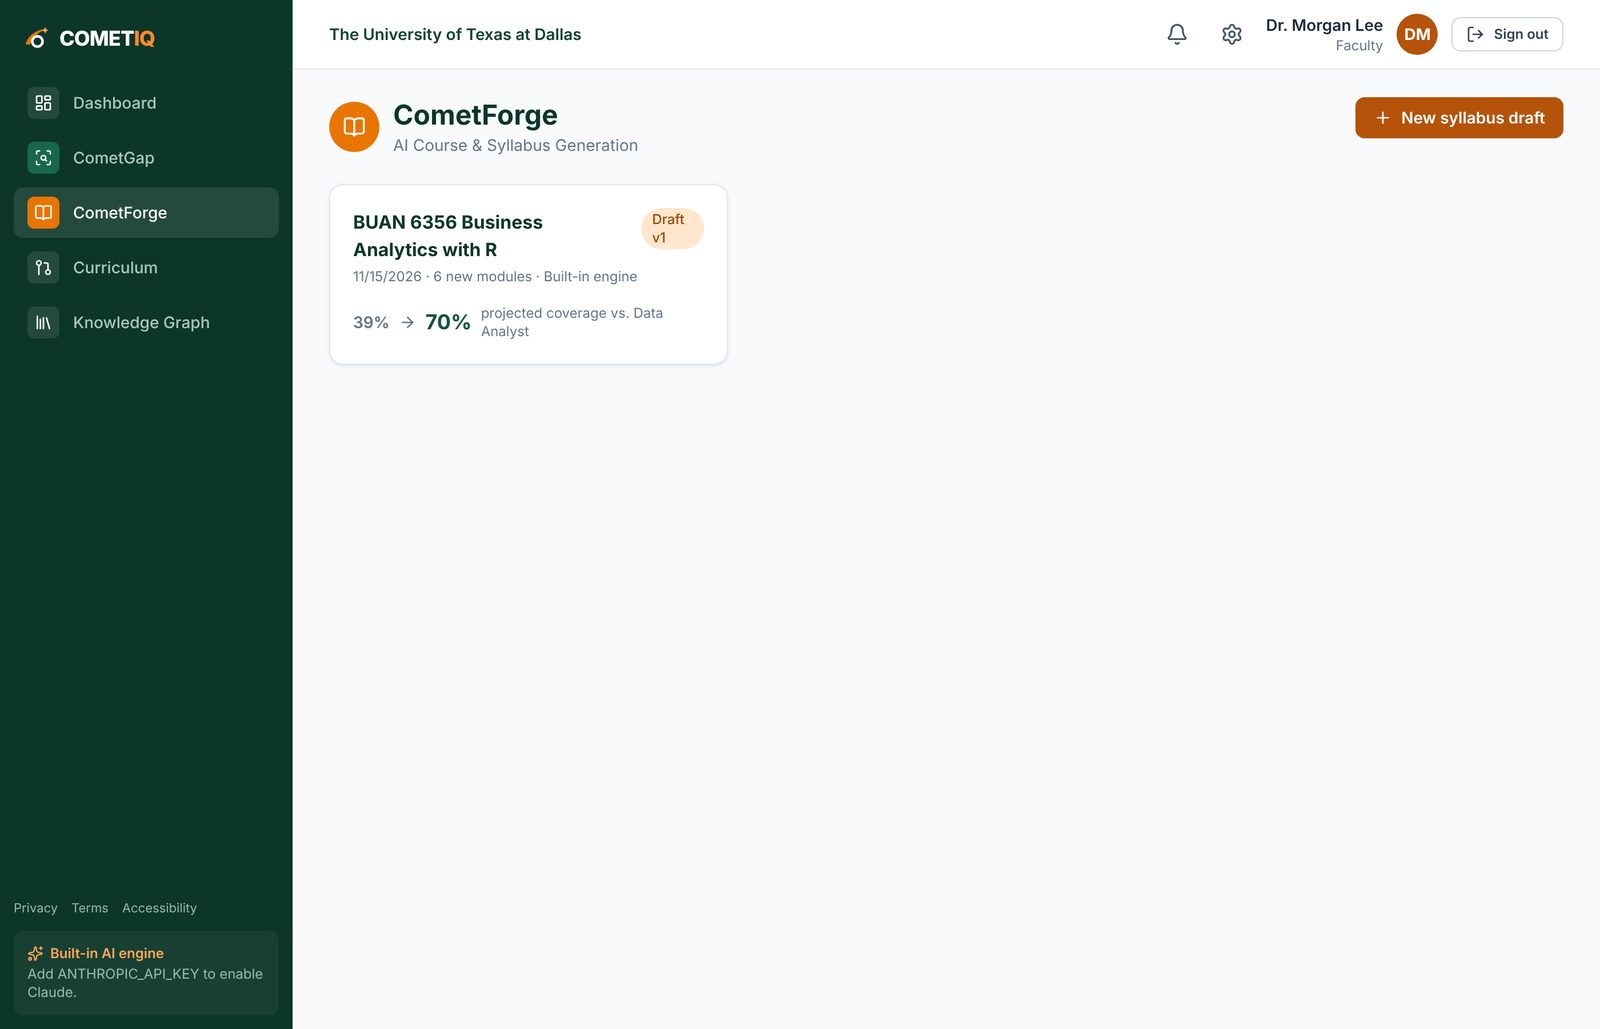 COMETIQ
Dashboard
CometGap
CometForge
Curriculum
Knowledge Graph
Privacy Terms Accessibility
Built-in AI engine
Add ANTHROPIC_API_KEY to enable
Claude.
The University of Texas at Dallas
Dr. Morgan Lee
Faculty
DM
Sign out
CometForge
AI Course & Syllabus Generation
New syllabus draft
BUAN 6356 Business
Analytics with R
Draft
v1
11/15/2026 · 6 new modules · Built-in engine
39% → 70% projected coverage vs. Data
Analyst